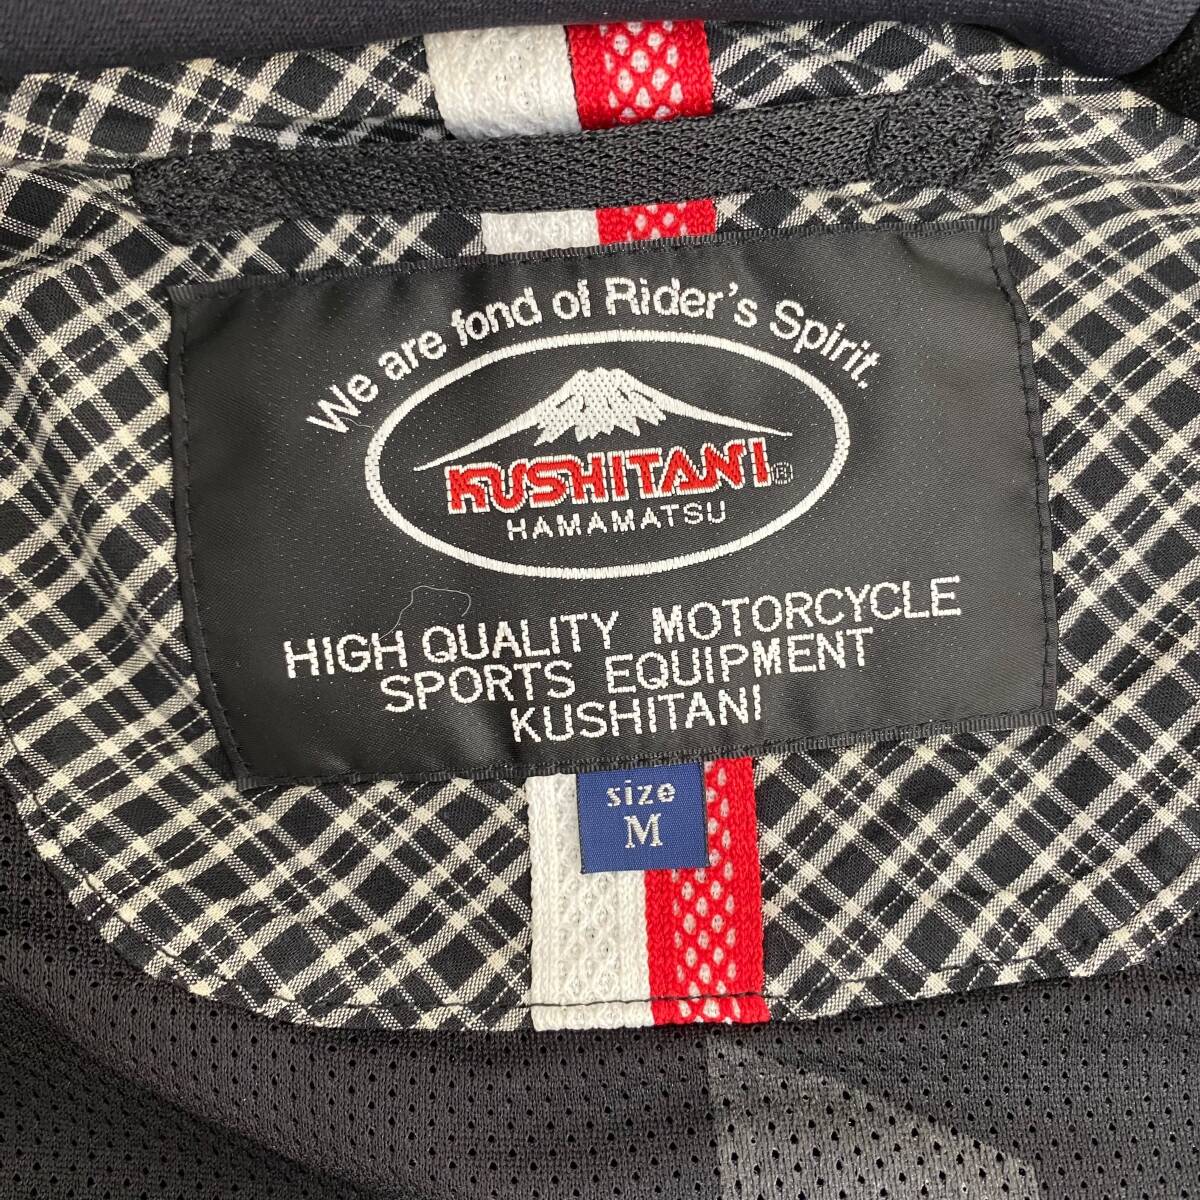 We are fond of Rider's Spirit.
KUSHITANI®
HAMAMATSU
HIGH QUALITY MOTORCYCLE
SPORTS EQUIPMENT
KUSHITANI
size
M